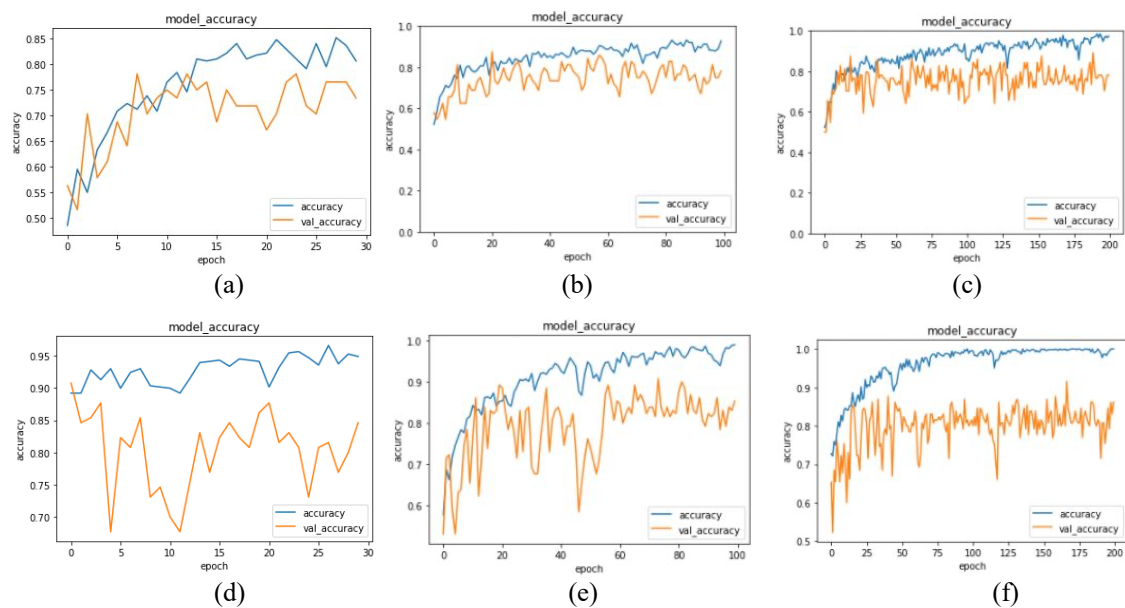 model_accuracy
accuracy
0.85
0.80
0.75
0.70
0.65
0.60
0.55
0.50
accuracy
val_accuracy
0 5 10 15 20 25 30
epoch
(a)
model_accuracy
accuracy
1.0
0.8
0.6
0.4
0.2
0.0
accuracy
val_accuracy
0 20 40 60 80 100
epoch
(b)
model_accuracy
accuracy
1.0
0.8
0.6
0.4
0.2
0.0
accuracy
val_accuracy
0 25 50 75 100 125 150 175 200
epoch
(c)
model_accuracy
accuracy
0.95
0.90
0.85
0.80
0.75
0.70
accuracy
val_accuracy
0 5 10 15 20 25 30
epoch
(d)
model_accuracy
accuracy
1.0
0.9
0.8
0.7
0.6
accuracy
val_accuracy
0 20 40 60 80 100
epoch
(e)
model_accuracy
accuracy
1.0
0.9
0.8
0.7
0.6
0.5
accuracy
val_accuracy
0 25 50 75 100 125 150 175 200
epoch
(f)